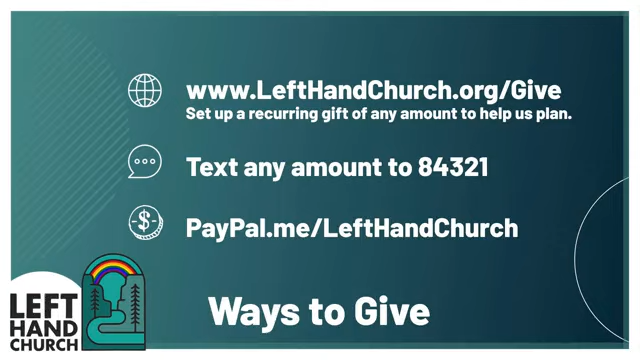 www.LeftHandChurch.org/Give
Set up a recurring gift of any amount to help us plan.
Text any amount to 84321
$
PayPal.me/LeftHandChurch
Ways to Give
LEFT
HAND
CHURCH